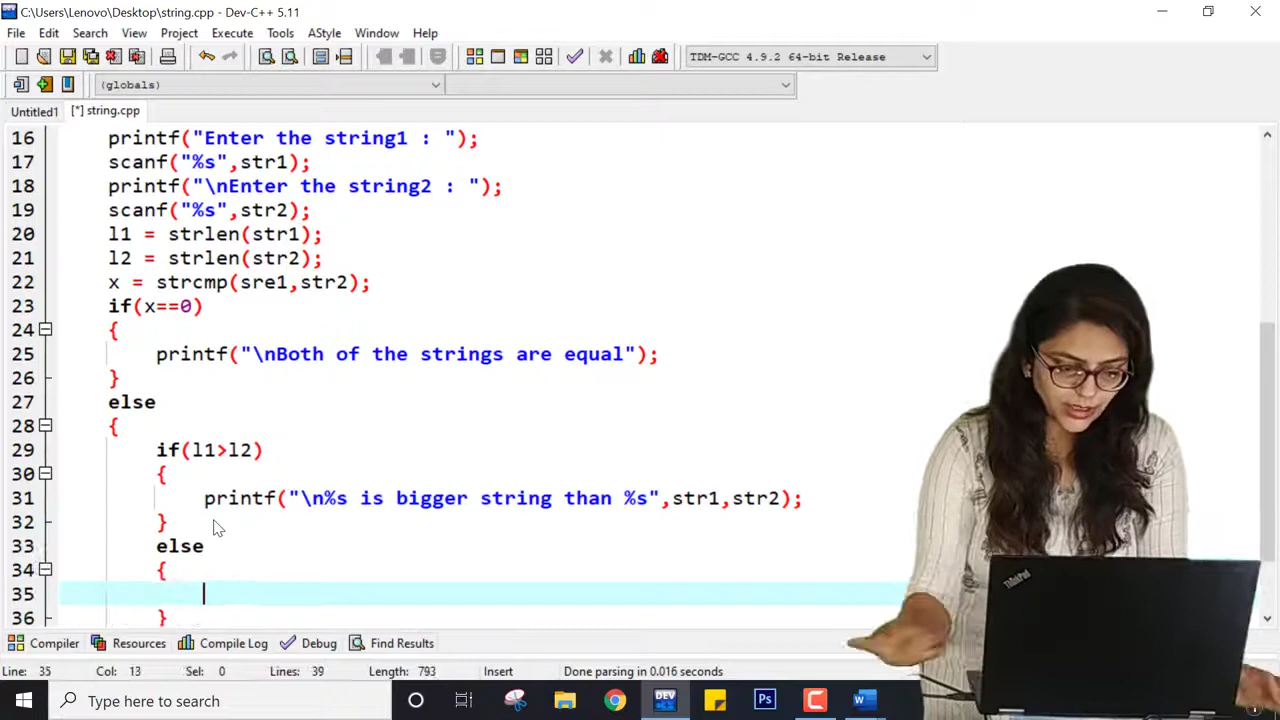 C:\Users\Lenovo\Desktop\string.cpp - Dev-C++ 5.11
File Edit Search View Project Execute Tools AStyle Window Help
TDM-GCC 4.9.2 64-bit Release
(globals)
Untitled1 [*] string.cpp
16 printf("Enter the string1 : ");
17 scanf("%s",str1);
18 printf("\nEnter the string2 : ");
19 scanf("%s",str2);
20 l1 = strlen(str1);
21 l2 = strlen(str2);
22 x = strcmp(sre1,str2);
23 if(x==0)
24 {
25 printf("\nBoth of the strings are equal");
26 }
27 else
28 {
29 if(l1>l2)
30 {
31 printf("\n%s is bigger string than %s",str1,str2);
32 }
33 else
34 {
35
36 }
Compiler Resources Compile Log Debug Find Results
Line: 35 Col: 13 Sel: 0 Lines: 39 Length: 793 Insert Done parsing in 0.016 seconds
Type here to search
ThinkPad